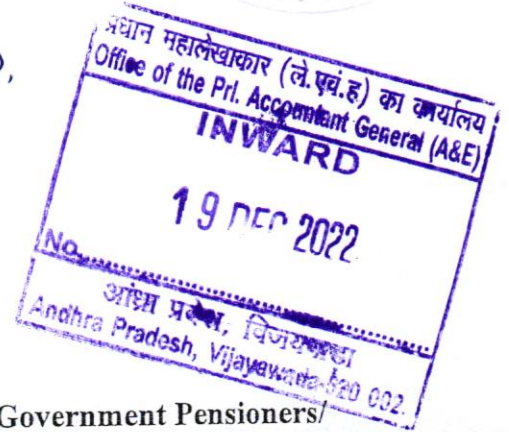 ),
प्रधान महालेखाकार (ले.एवं.ह) का कार्यालय
Office of the Prl. Accountant General (A&E)
INWARD
19 DEC 2022
No.
आंध्रा प्रदेश, विजयवाडा
Andhra Pradesh, Vijayawada-520 002.
Government Pensioners/